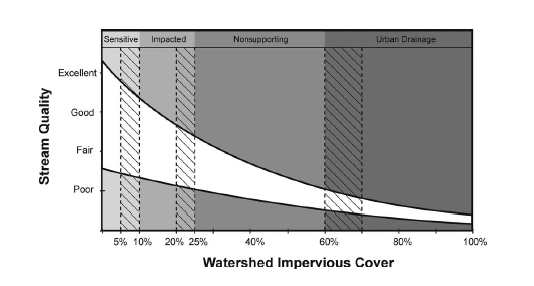 Sensitive Impacted Nonsupporting Urban Drainage
Excellent
Good
Fair
Poor
Stream Quality
5% 10% 20% 25% 40% 60% 80% 100%
Watershed Impervious Cover